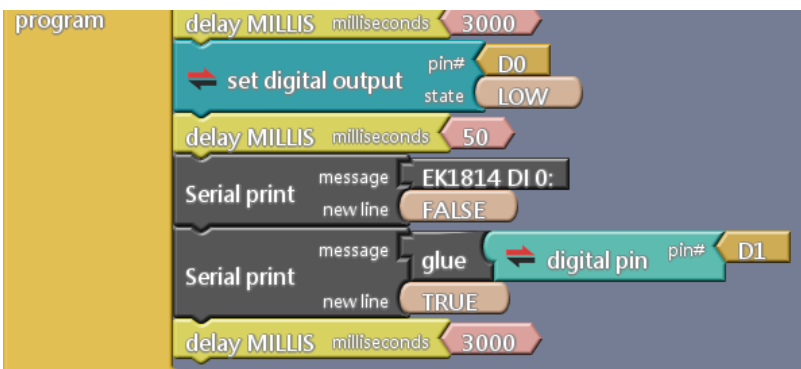 program
delay MILLIS milliseconds 3000
set digital output pin# D0
state LOW
delay MILLIS milliseconds 50
Serial print message EK1814 DI 0:
new line FALSE
Serial print message glue digital pin pin# D1
new line TRUE
delay MILLIS milliseconds 3000